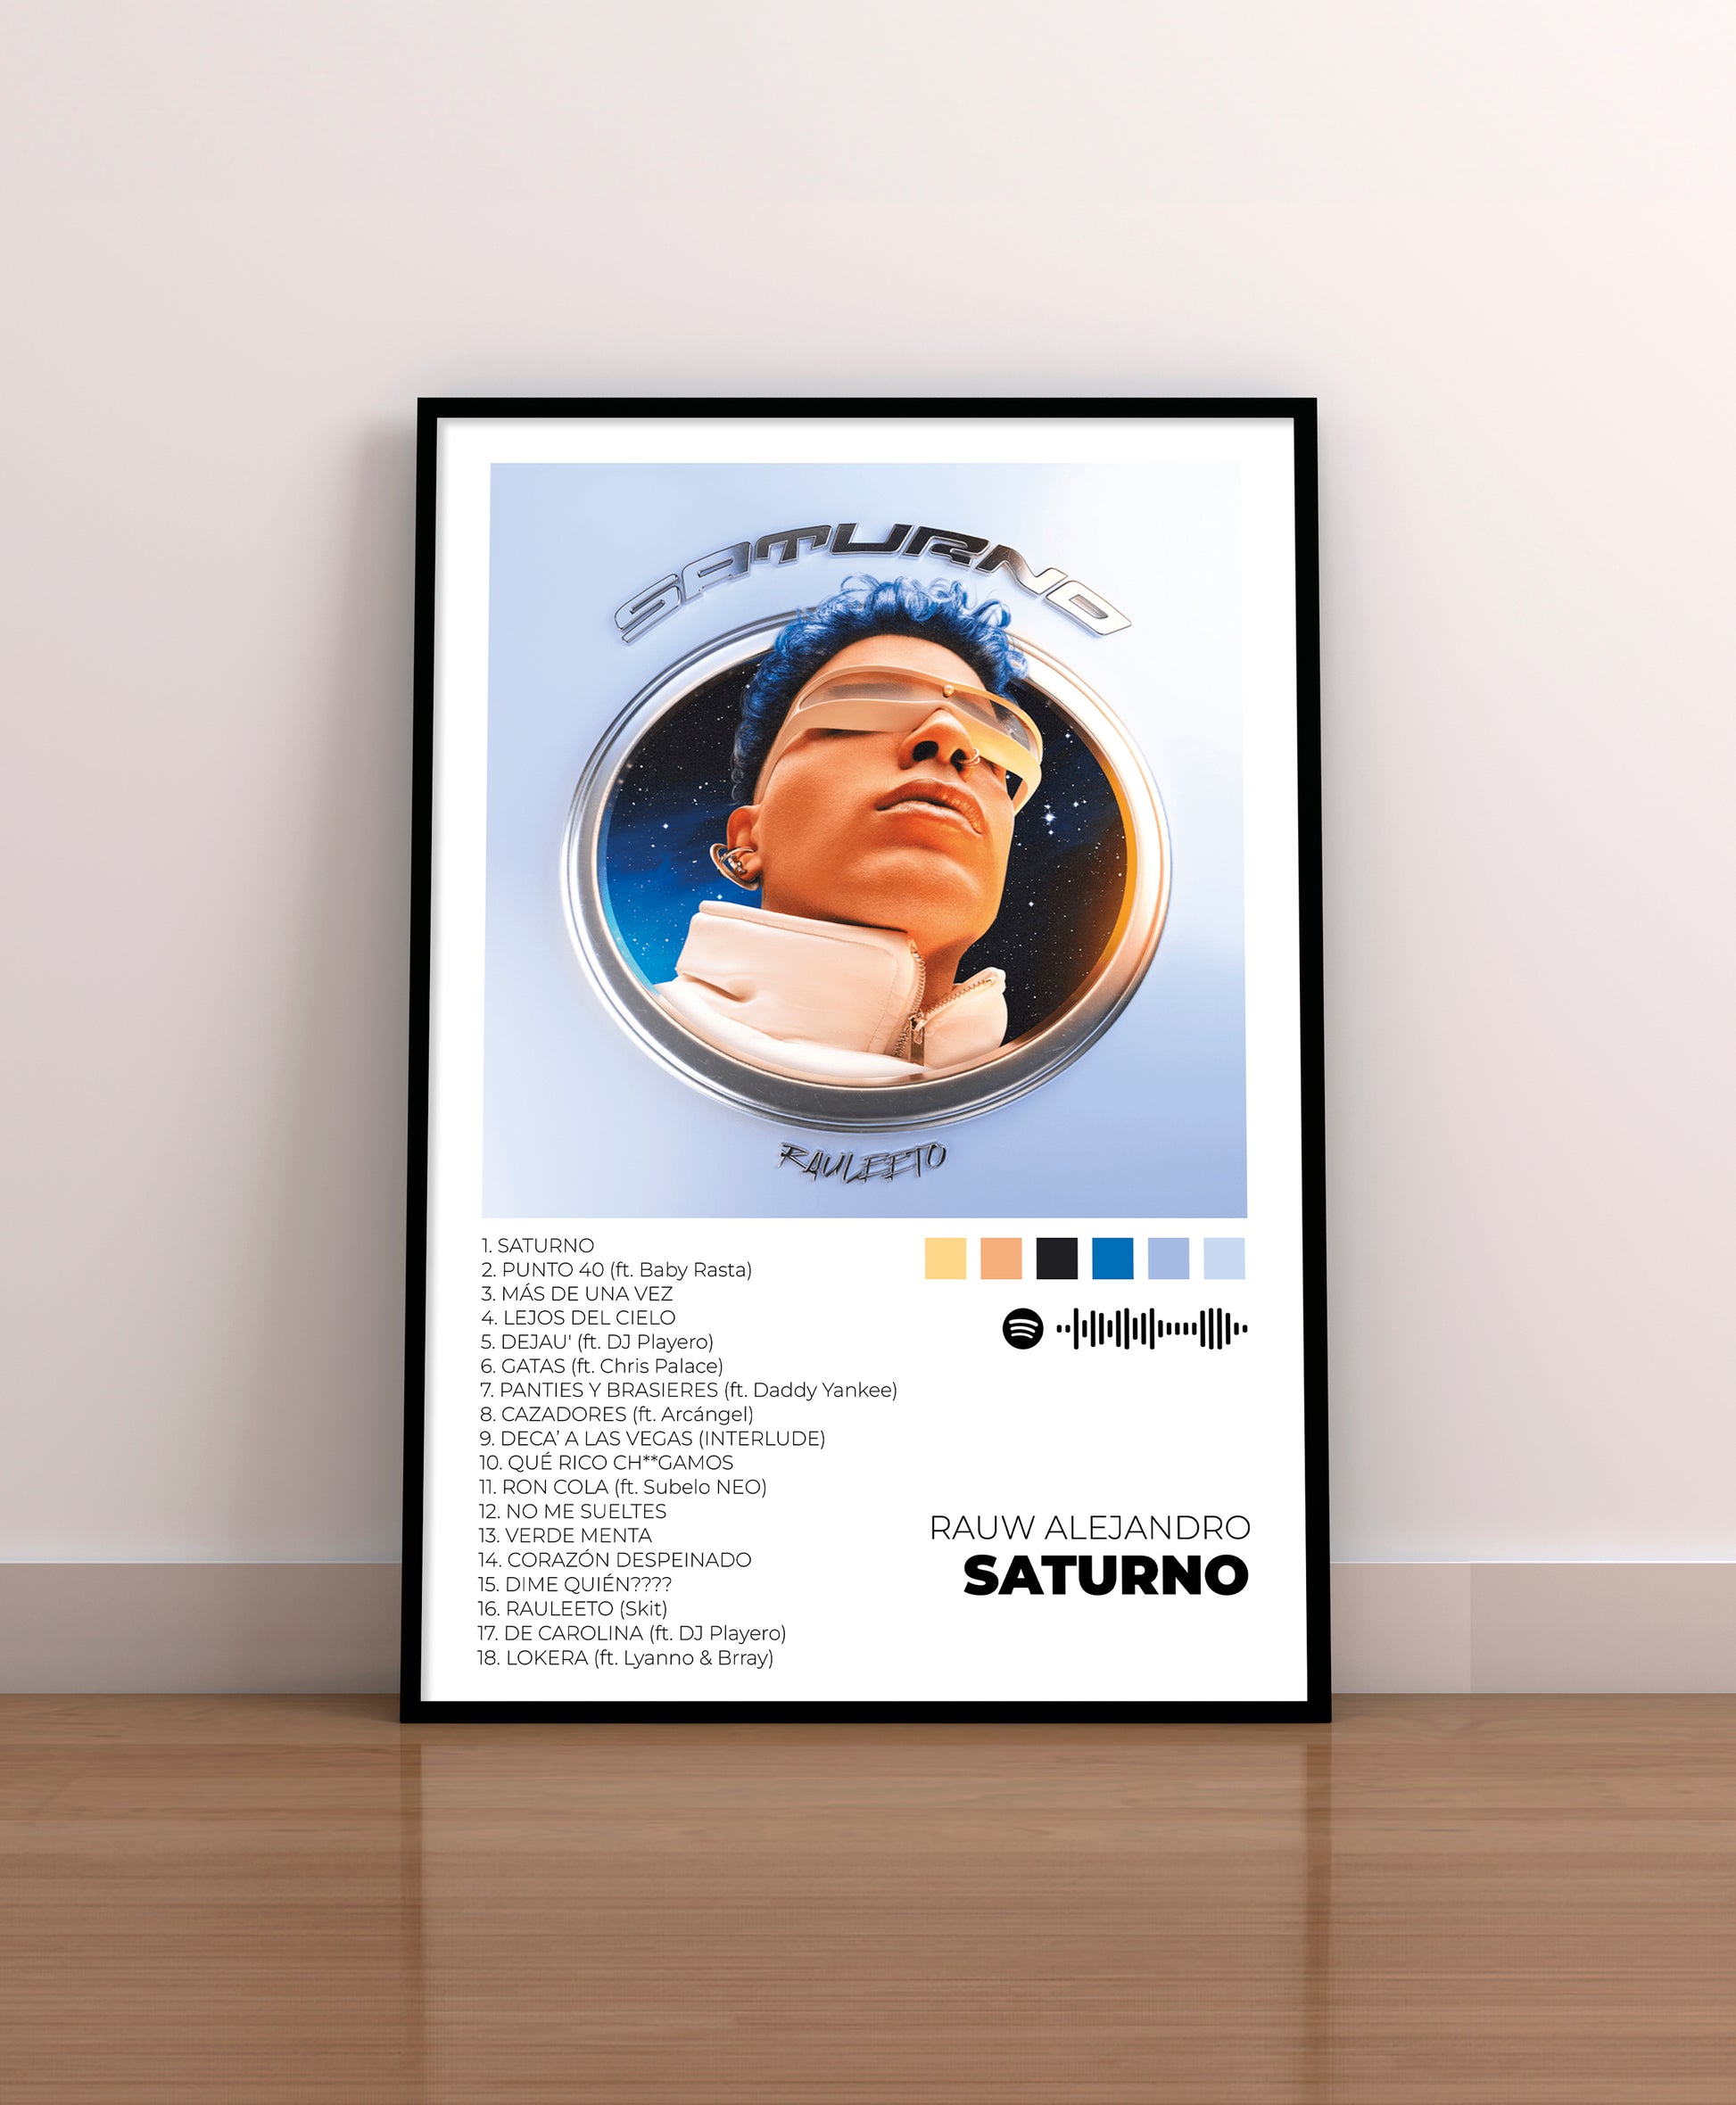 SATURNO
RAULEETO
1. SATURNO
2. PUNTO 40 (ft. Baby Rasta)
3. MÁS DE UNA VEZ
4. LEJOS DEL CIELO
5. DEJAU' (ft. DJ Playero)
6. GATAS (ft. Chris Palace)
7. PANTIES Y BRASIERES (ft. Daddy Yankee)
8. CAZADORES (ft. Arcángel)
9. DECA’ A LAS VEGAS (INTERLUDE)
10. QUÉ RICO CH**GAMOS
11. RON COLA (ft. Subelo NEO)
12. NO ME SUELTES
13. VERDE MENTA
14. CORAZÓN DESPEINADO
15. DIME QUIÉN????
16. RAULEETO (Skit)
17. DE CAROLINA (ft. DJ Playero)
18. LOKERA (ft. Lyanno & Brray)
RAUW ALEJANDRO
SATURNO